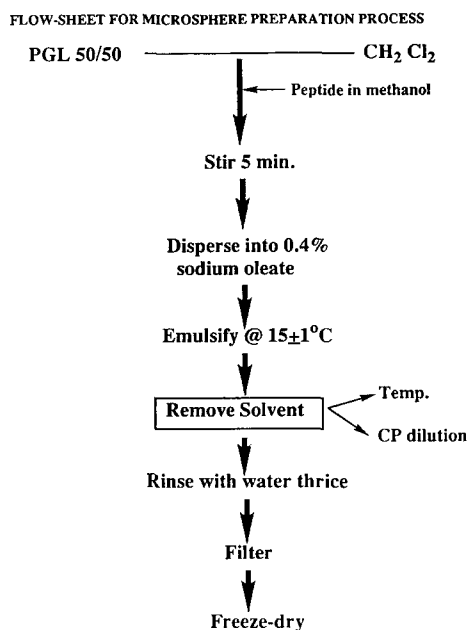 FLOW-SHEET FOR MICROSPHERE PREPARATION PROCESS
PGL 50/50 CH2 Cl2
Peptide in methanol
Stir 5 min.
Disperse into 0.4%
sodium oleate
Emulsify @ 15±1°C
Temp.
Remove Solvent
CP dilution
Rinse with water thrice
Filter
Freeze-dry